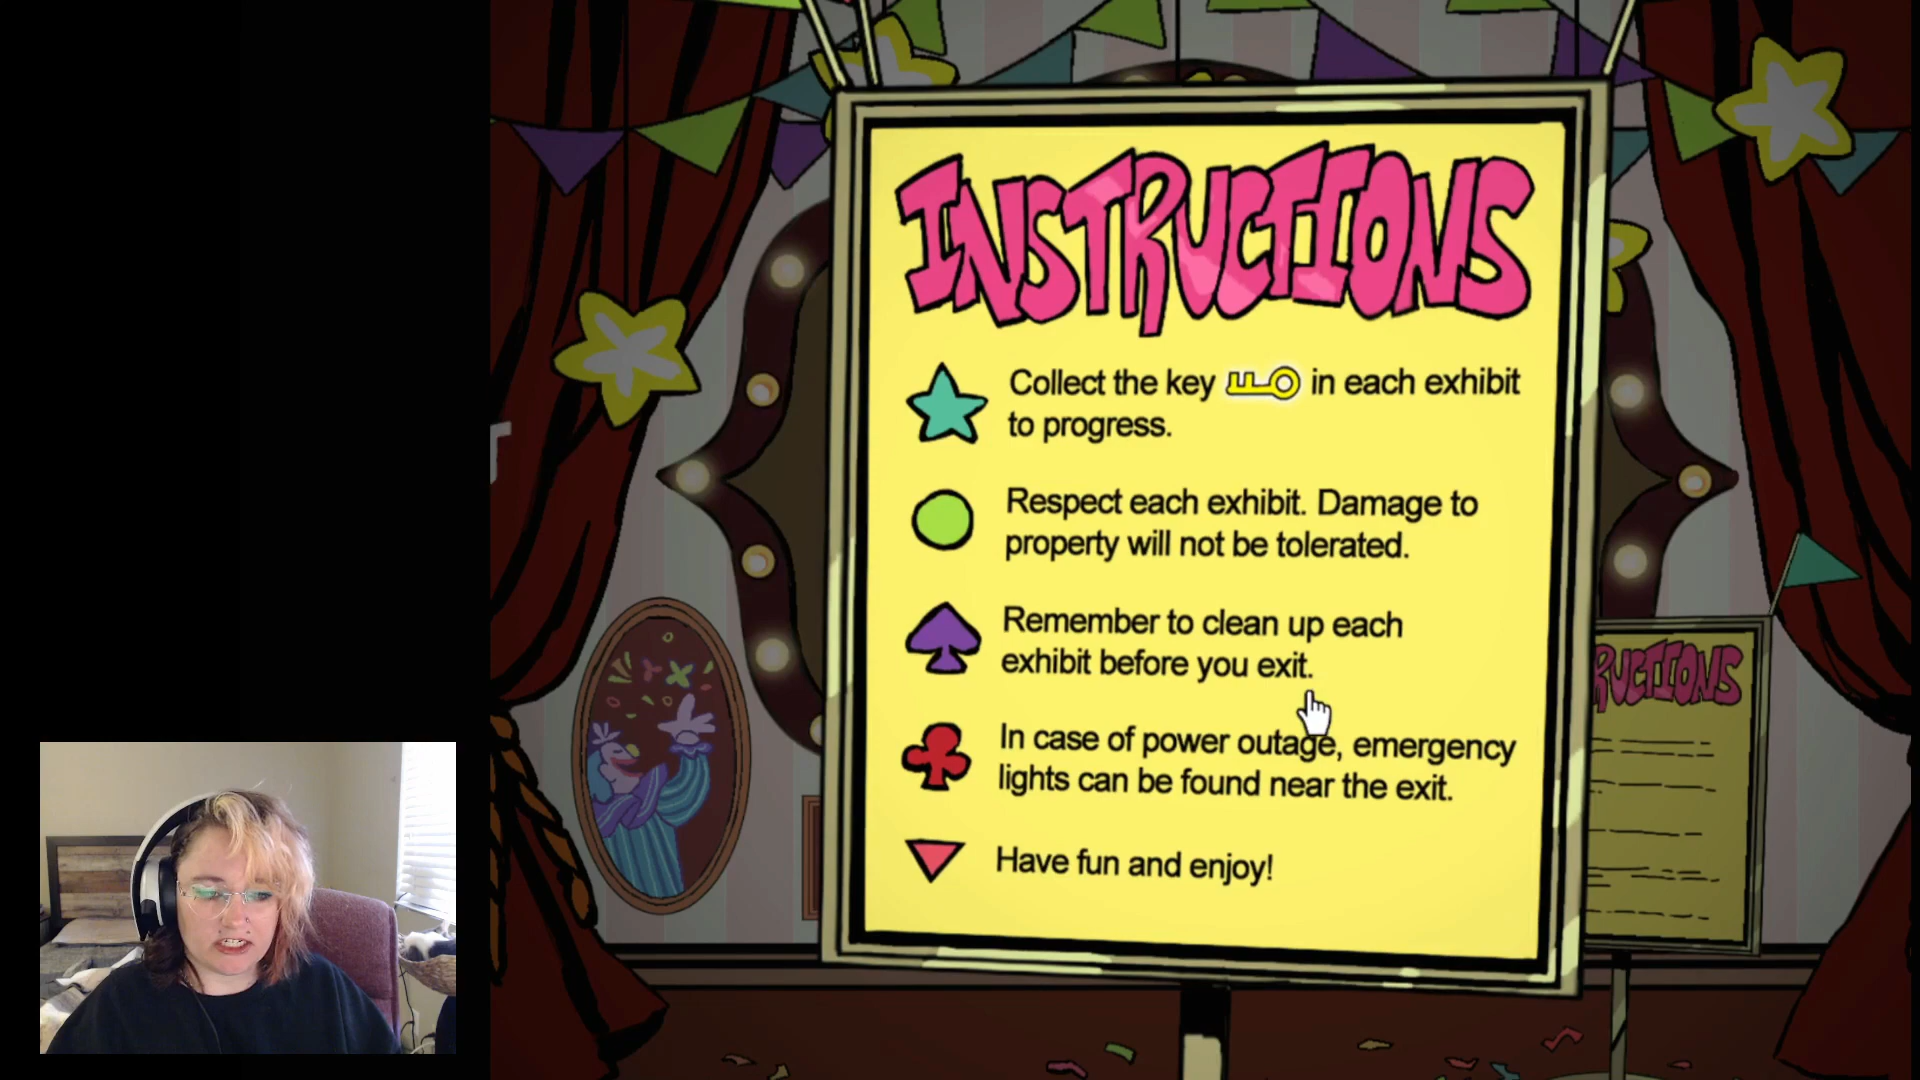 INSTRUCTIONS
Collect the key in each exhibit
to progress.
Respect each exhibit. Damage to
property will not be tolerated.
Remember to clean up each
exhibit before you exit.
In case of power outage, emergency
lights can be found near the exit.
Have fun and enjoy!
RUCTIONS
T